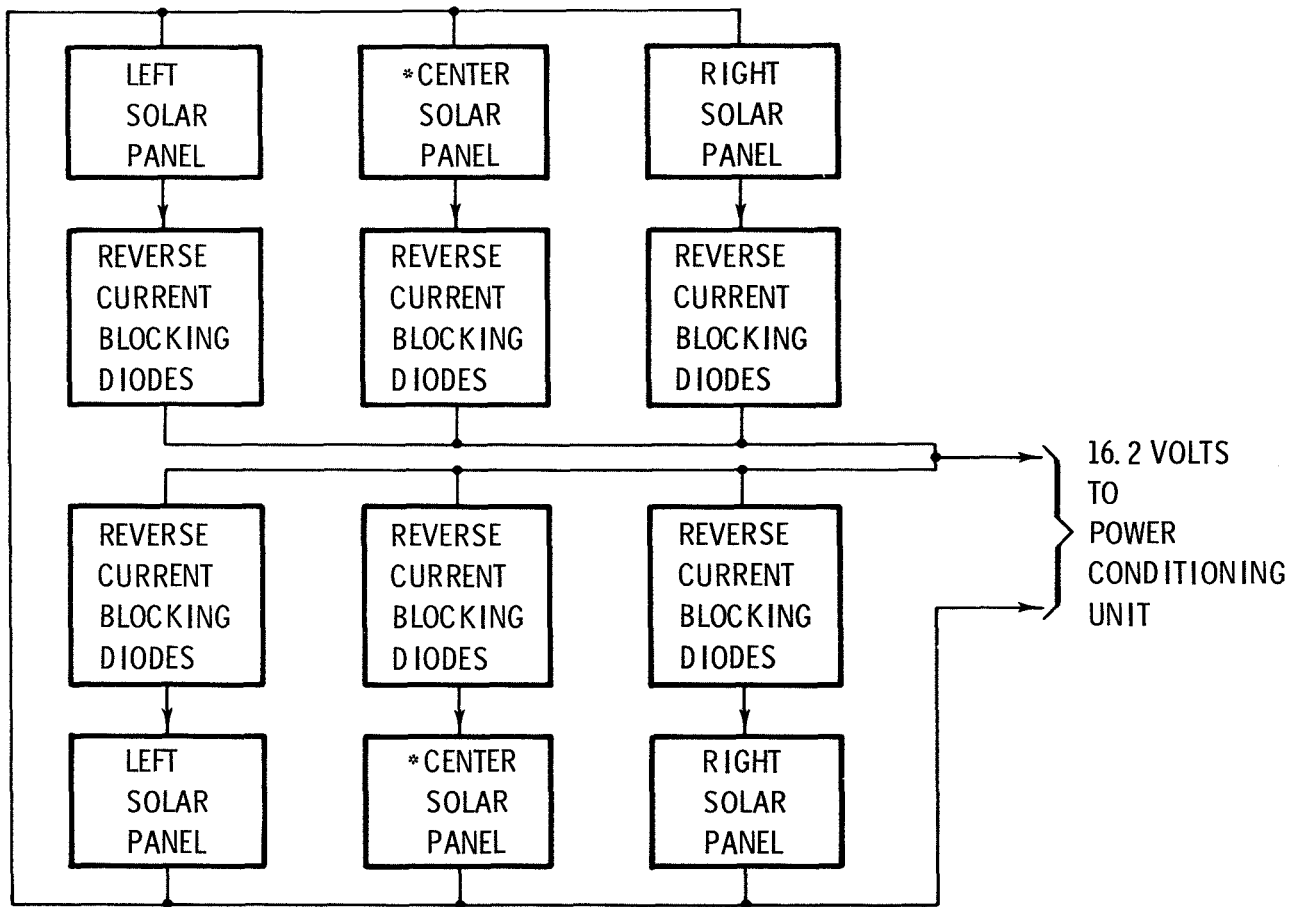 LEFT
SOLAR
PANEL
*CENTER
SOLAR
PANEL
RIGHT
SOLAR
PANEL
REVERSE
CURRENT
BLOCKING
DIODES
REVERSE
CURRENT
BLOCKING
DIODES
REVERSE
CURRENT
BLOCKING
DIODES
16.2 VOLTS
TO
POWER
CONDITIONING
UNIT
REVERSE
CURRENT
BLOCKING
DIODES
REVERSE
CURRENT
BLOCKING
DIODES
REVERSE
CURRENT
BLOCKING
DIODES
LEFT
SOLAR
PANEL
*CENTER
SOLAR
PANEL
RIGHT
SOLAR
PANEL